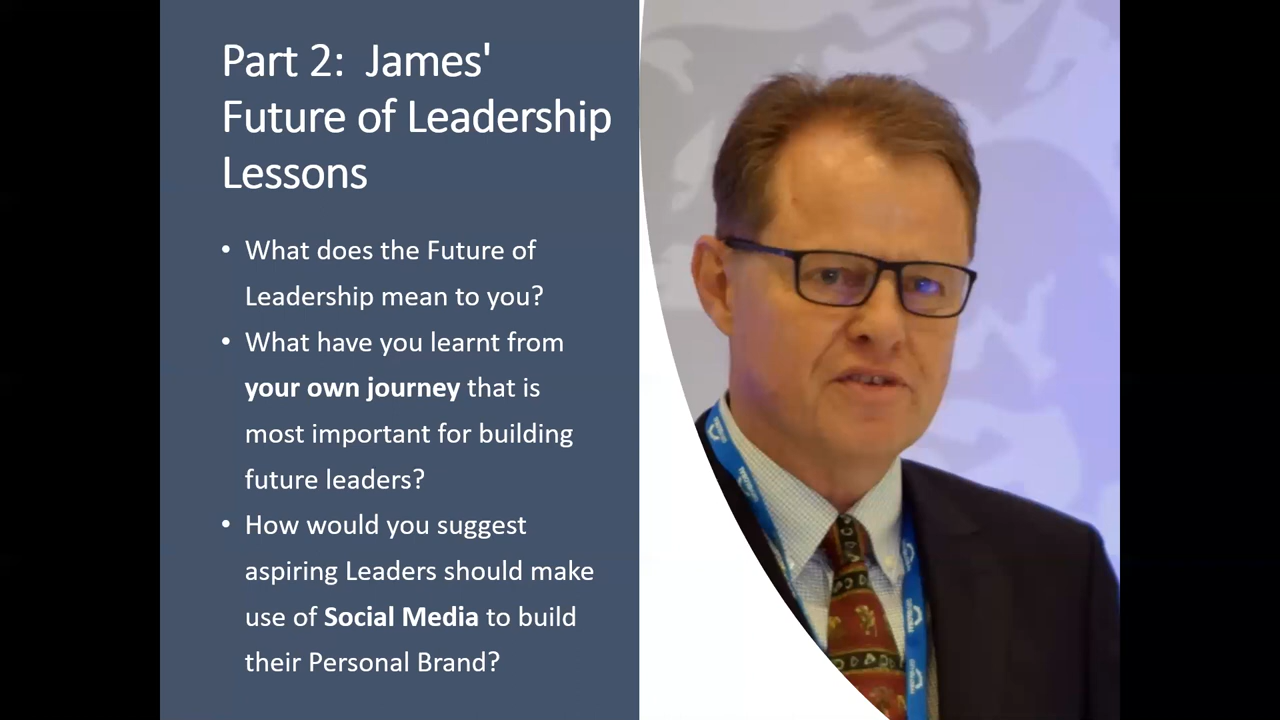 Part 2:  James'
Future of Leadership
Lessons
• What does the Future of
Leadership mean to you?
• What have you learnt from
your own journey that is
most important for building
future leaders?
• How would you suggest
aspiring Leaders should make
use of Social Media to build
their Personal Brand?